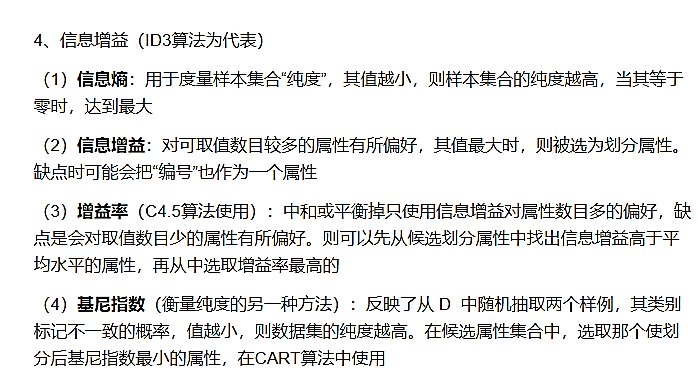 4、信息增益（ID3算法为代表）
（1）信息熵：用于度量样本集合“纯度”，其值越小，则样本集合的纯度越高，当其等于
零时，达到最大
（2）信息增益：对可取值数目较多的属性有所偏好，其值最大时，则被选为划分属性。
缺点时可能会把“编号”也作为一个属性
（3）增益率（C4.5算法使用）：中和或平衡掉只使用信息增益对属性数目多的偏好，缺
点是会对取值数目少的属性有所偏好。则可以先从候选划分属性中找出信息增益高于平
均水平的属性，再从中选取增益率最高的
（4）基尼指数（衡量纯度的另一种方法）：反映了从 D 中随机抽取两个样例，其类别
标记不一致的概率，值越小，则数据集的纯度越高。在候选属性集合中，选取那个使划
分后基尼指数最小的属性，在CART算法中使用